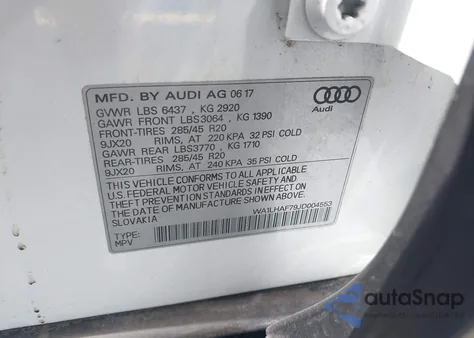 MFD. BY AUDI AG 06 17
GVWR LBS 6437 , KG 2920
GAWR FRONT LBS3064 , KG 1390
FRONT-TIRES 285/45 R20
9JX20 RIMS, AT 220 KPA 32 PSI COLD
GAWR REAR LBS3770 , KG 1710
REAR-TIRES 285/45 R20
9JX20 RIMS, AT 240 KPA 35 PSI COLD
THIS VEHICLE CONFORMS TO ALL APPLICABLE
U.S. FEDERAL MOTOR VEHICLE SAFETY AND
THEFT PREVENTION STANDARDS IN EFFECT ON
THE DATE OF MANUFACTURE SHOWN ABOVE.
SLOVAKIA
WA1LHAF79JD004553
TYPE:
MPV
Audi
autoSnap